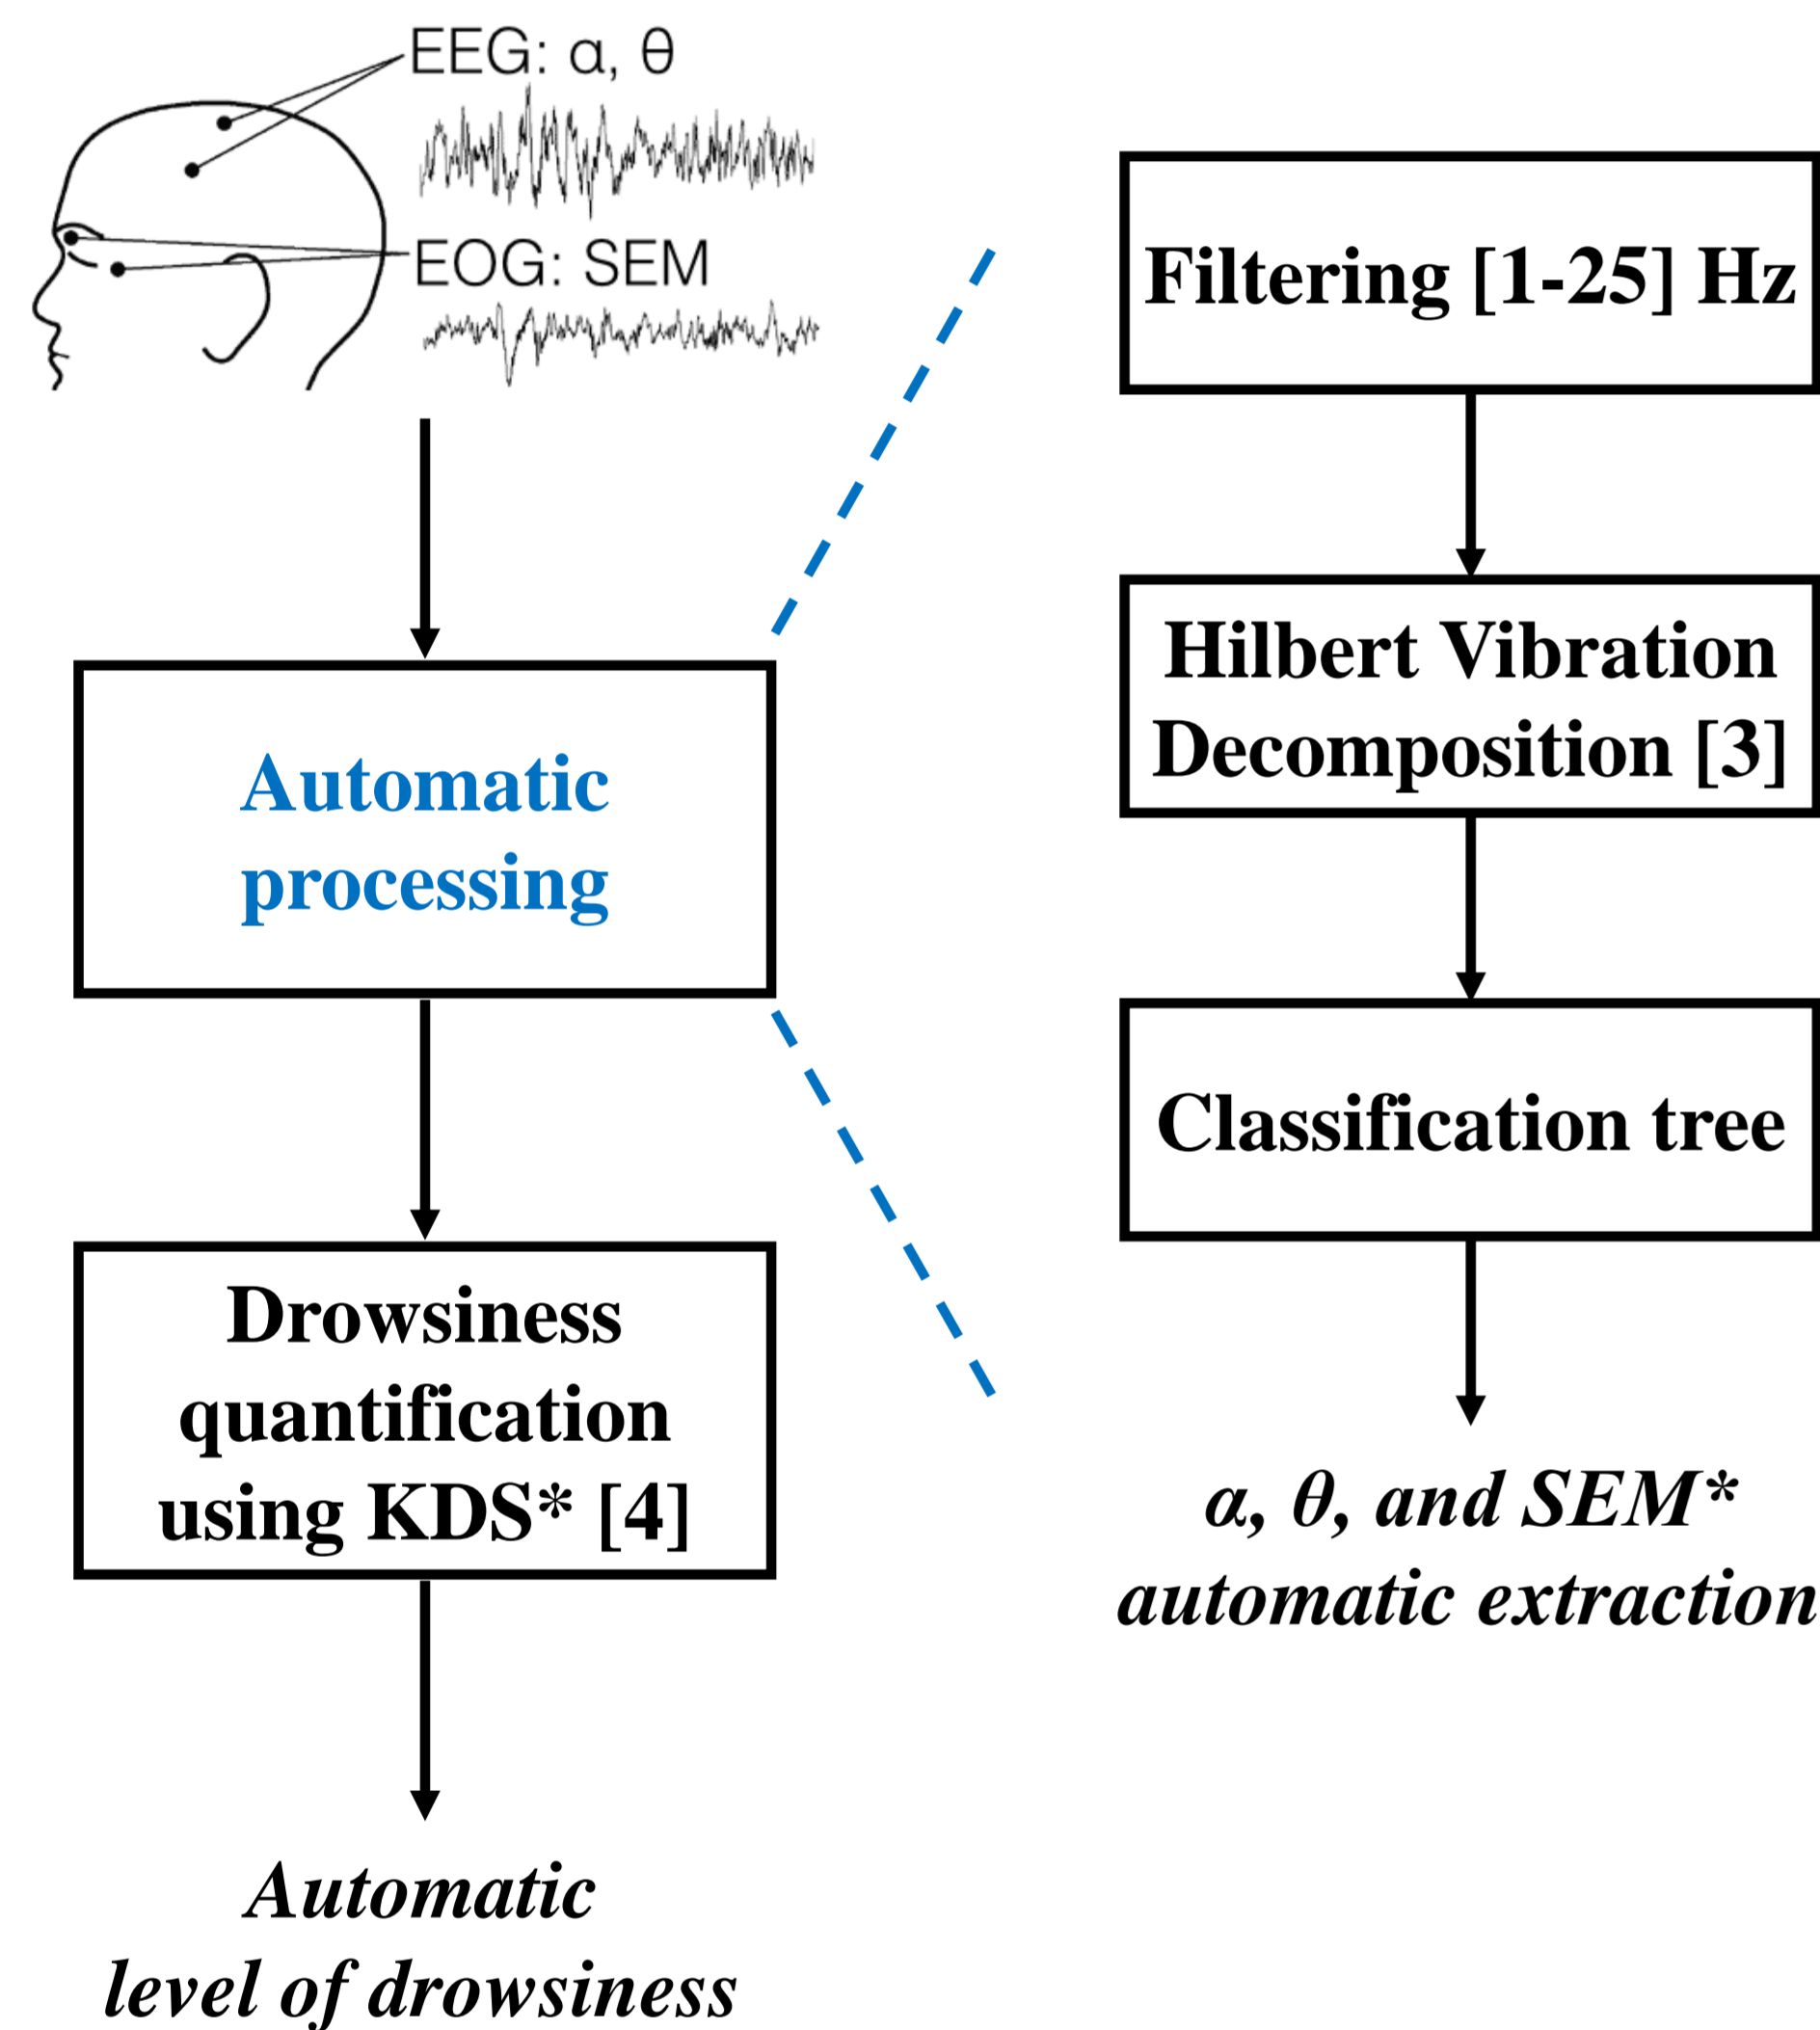 EEG: α, θ
EOG: SEM
Automatic
processing
Drowsiness
quantification
using KDS* [4]
Automatic
level of drowsiness
Filtering [1-25] Hz
Hilbert Vibration
Decomposition [3]
Classification tree
α, θ, and SEM*
automatic extraction